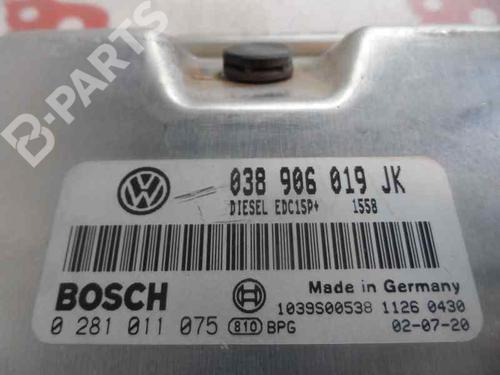 B-PARTS
VW
038 906 019 JK
DIESEL EDC15P+ 1558
BOSCH
Made in Germany
1039S00538 1126 0430
0 281 011 075 810 BPG 02-07-20